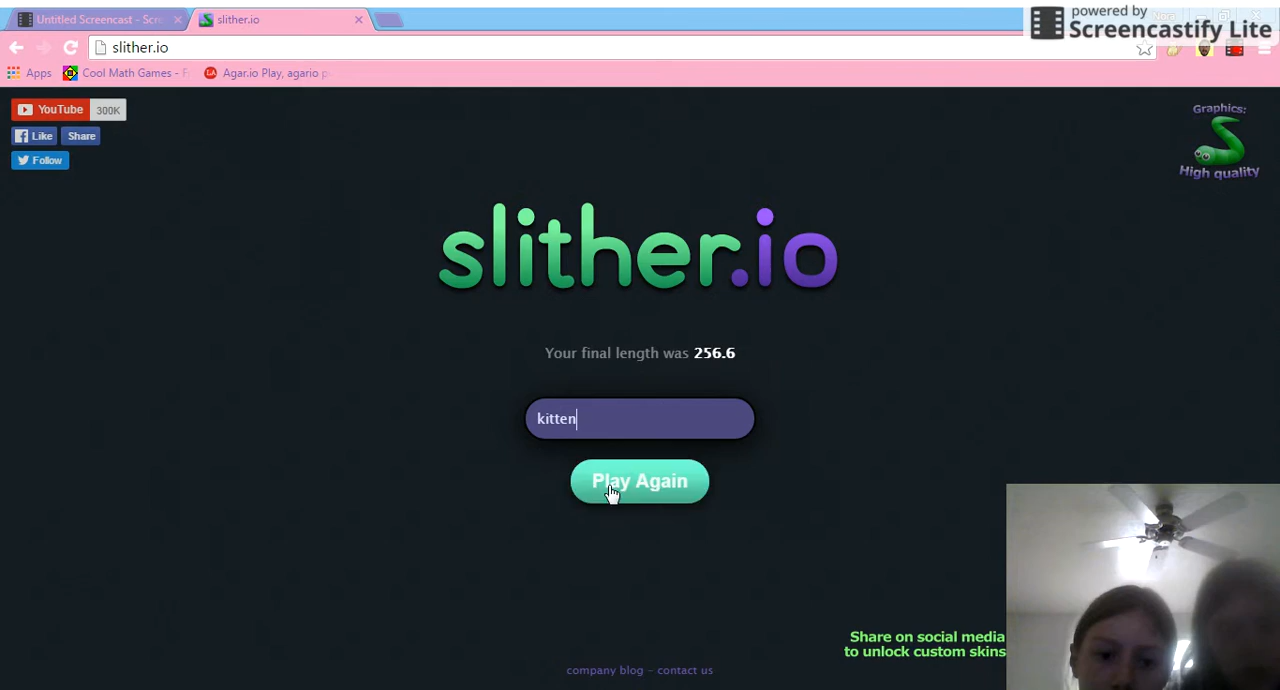 Untitled Screencast - Scre
slither.io
powered by
Screencastify Lite
slither.io
Apps
Cool Math Games - F
Agar.io Play, agario p
YouTube 300K
Like Share
Follow
Graphics:
High quality
slither.io
Your final length was 256.6
kitten
Play Again
Share on social media
to unlock custom skins
company blog – contact us